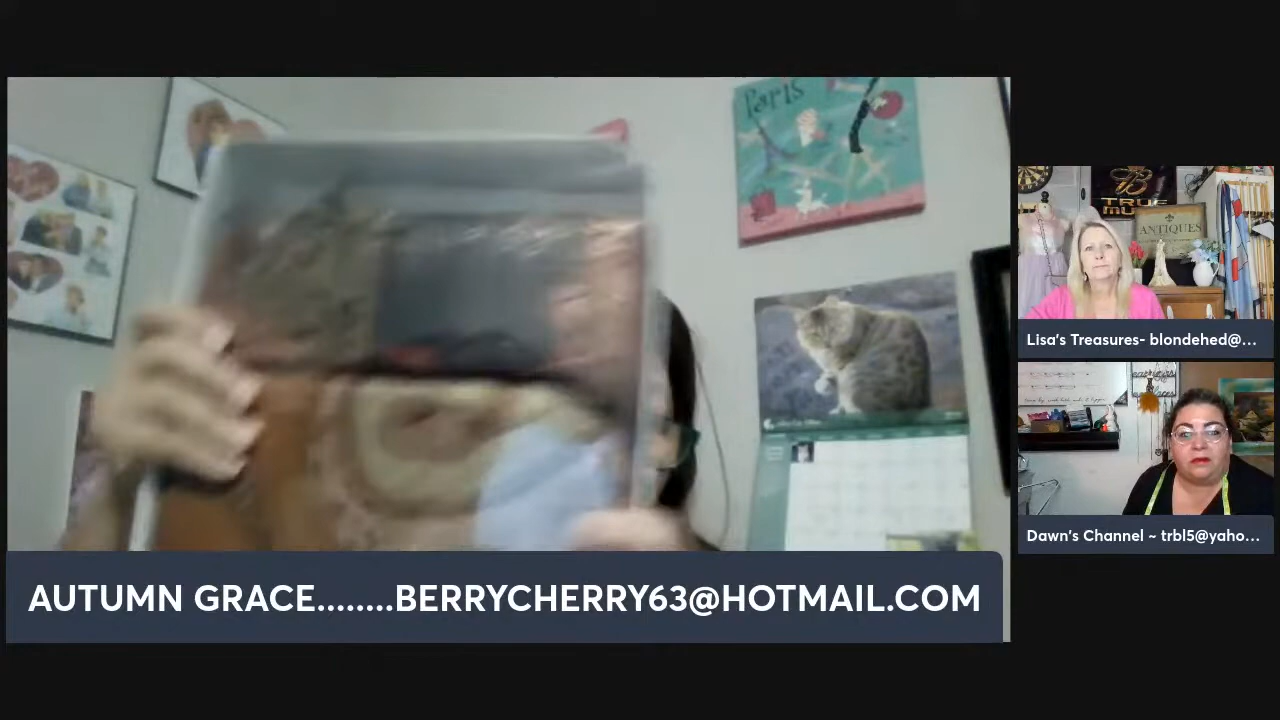 Paris
TRUE
ANTIQUES
Lisa's Treasures- blondehed@...
Dawn's Channel ~ trbl5@yaho...
AUTUMN GRACE........BERRYCHERRY63@HOTMAIL.COM